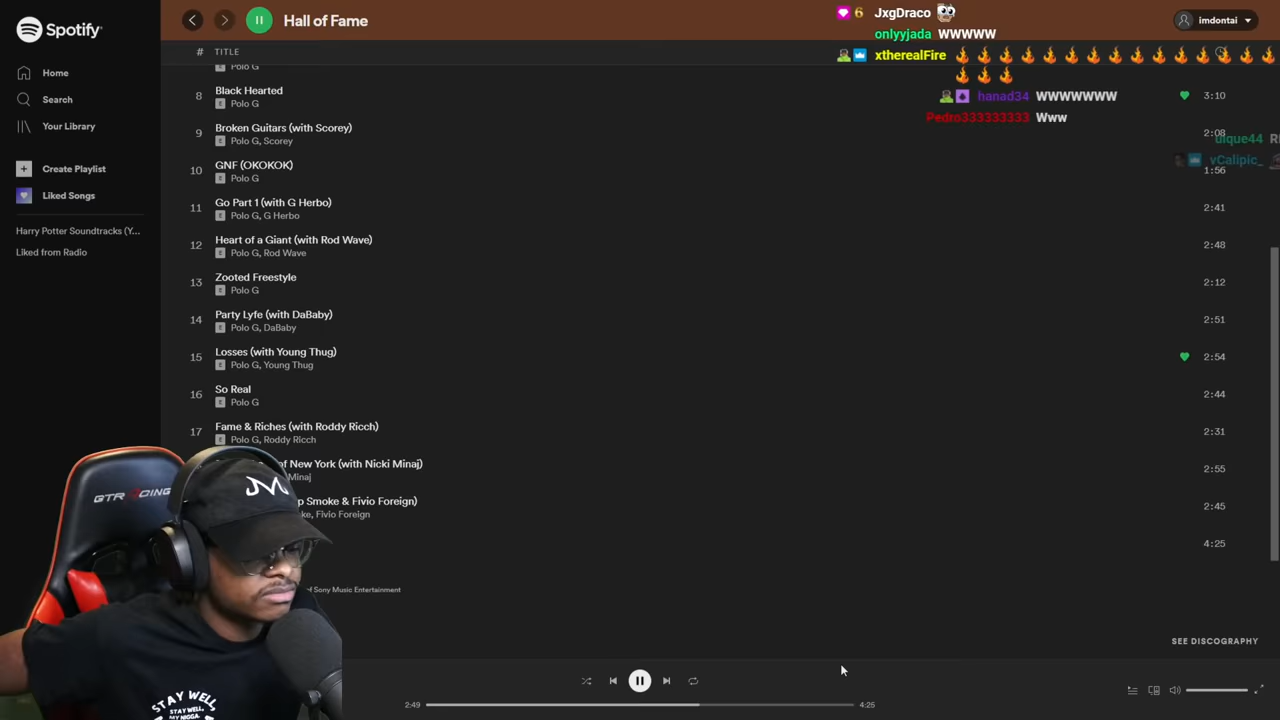 Spotify
Hall of Fame
imdontai
6 JxgDraco
onlyyjada WWWWW
xtherealFire
hanad34 WWWWWWW
Pedro333333333 Www
uique44
vCalipic_
Home
Search
Your Library
Create Playlist
Liked Songs
Harry Potter Soundtracks (Y...
Liked from Radio
# TITLE
Polo G
8 Black Hearted 3:10
Polo G
9 Broken Guitars (with Scorey) 2:08
Polo G, Scorey
10 GNF (OKOKOK) 1:56
Polo G
11 Go Part 1 (with G Herbo) 2:41
Polo G, G Herbo
12 Heart of a Giant (with Rod Wave) 2:48
Polo G, Rod Wave
13 Zooted Freestyle 2:12
Polo G
14 Party Lyfe (with DaBaby) 2:51
Polo G, DaBaby
15 Losses (with Young Thug) 2:54
Polo G, Young Thug
16 So Real 2:44
Polo G
17 Fame & Riches (with Roddy Ricch) 2:31
Polo G, Roddy Ricch
of New York (with Nicki Minaj) 2:55
Minaj
Smoke & Fivio Foreign) 2:45
Fivio Foreign
4:25
of Sony Music Entertainment
SEE DISCOGRAPHY
2:49 4:25
GTRACING
STAY WELL,